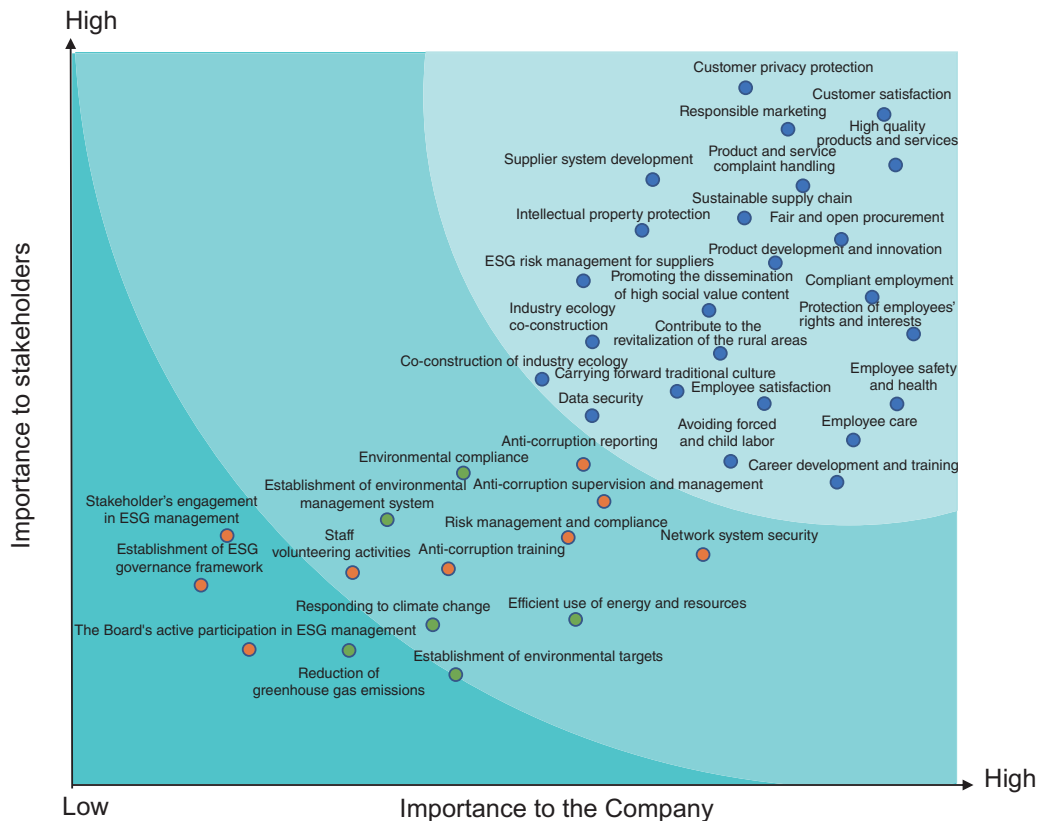 High
Customer privacy protection
Customer satisfaction
Responsible marketing
High quality
products and services
Product and service
complaint handling
Supplier system development
Sustainable supply chain
Intellectual property protection
Fair and open procurement
Product development and innovation
ESG risk management for suppliers
Promoting the dissemination
of high social value content
Compliant employment
Industry ecology
co-construction
Protection of employees'
rights and interests
Contribute to the
revitalization of the rural areas
Co-construction of industry ecology
Carrying forward traditional culture
Employee safety
and health
Employee satisfaction
Data security
Avoiding forced
and child labor
Employee care
Anti-corruption reporting
Environmental compliance
Career development and training
Establishment of environmental
management system
Anti-corruption supervision and management
Stakeholder's engagement
in ESG management
Risk management and compliance
Network system security
Staff
volunteering activities
Anti-corruption training
Establishment of ESG
governance framework
Responding to climate change
Efficient use of energy and resources
The Board's active participation in ESG management
Establishment of environmental targets
Reduction of
greenhouse gas emissions
Importance to stakeholders
High
Low
Importance to the Company